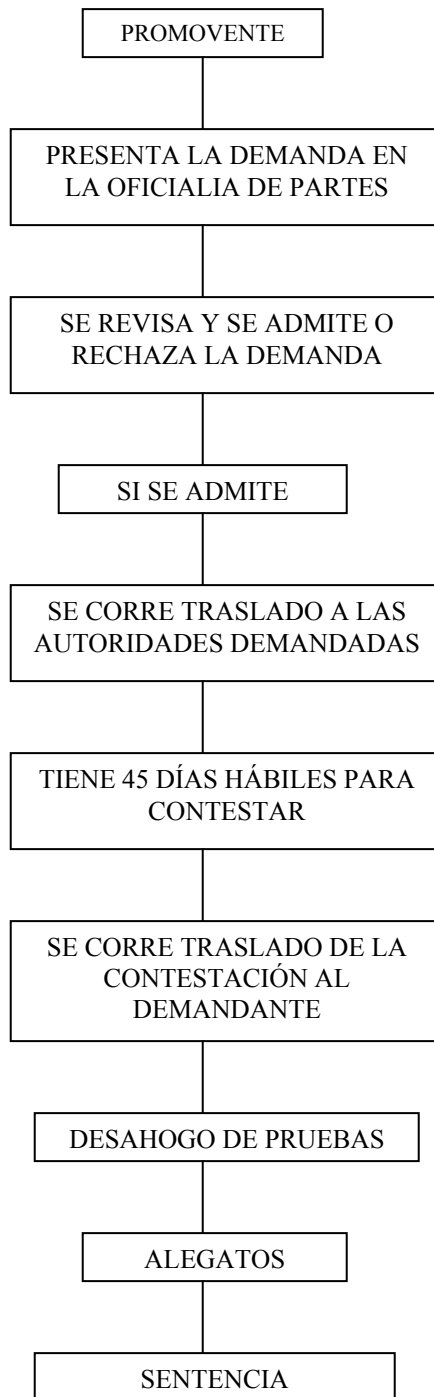 PROMOVENTE
PRESENTA LA DEMANDA EN
LA OFICIALIA DE PARTES
SE REVISA Y SE ADMITE O
RECHAZA LA DEMANDA
SI SE ADMITE
SE CORRE TRASLADO A LAS
AUTORIDADES DEMANDADAS
TIENE 45 DÍAS HÁBILES PARA
CONTESTAR
SE CORRE TRASLADO DE LA
CONTESTACIÓN AL
DEMANDANTE
DESAHOGO DE PRUEBAS
ALEGATOS
SENTENCIA